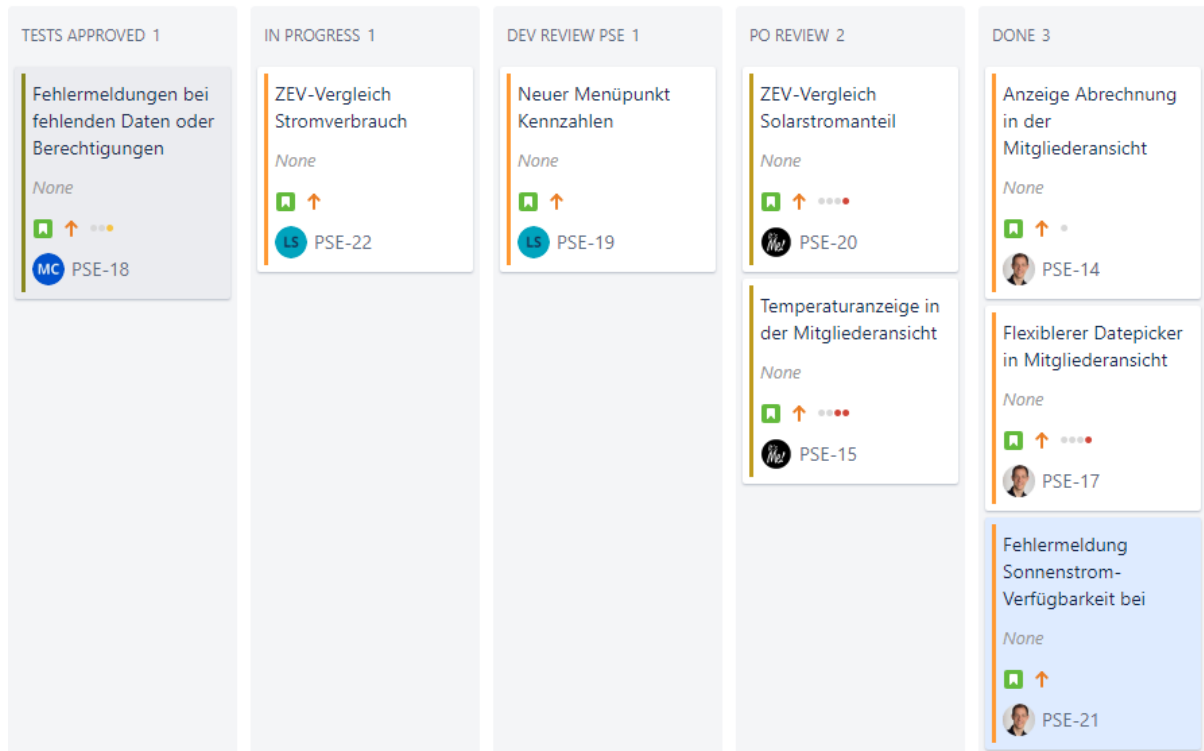 TESTS APPROVED 1
Fehlermeldungen bei
fehlenden Daten oder
Berechtigungen
None
MC PSE-18
IN PROGRESS 1
ZEV-Vergleich
Stromverbrauch
None
LS PSE-22
DEV REVIEW PSE 1
Neuer Menüpunkt
Kennzahlen
None
LS PSE-19
PO REVIEW 2
ZEV-Vergleich
Solarstromanteil
None
PSE-20
Temperaturanzeige in
der Mitgliederansicht
None
PSE-15
DONE 3
Anzeige Abrechnung
in der
Mitgliederansicht
None
PSE-14
Flexiblerer Datepicker
in Mitgliederansicht
None
PSE-17
Fehlermeldung
Sonnenstrom-
Verfügbarkeit bei
None
PSE-21